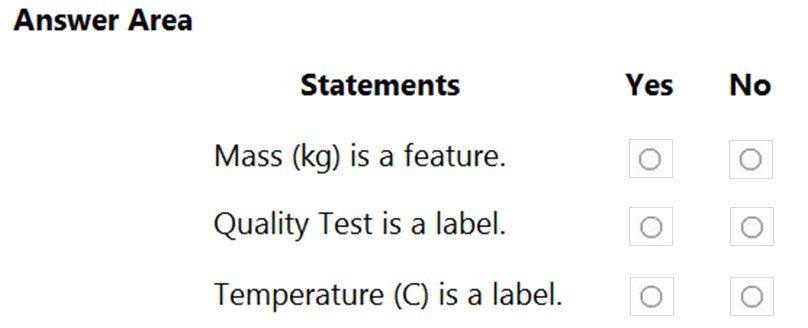 Answer Area
Statements Yes No
Mass (kg) is a feature.
Quality Test is a label.
Temperature (C) is a label.